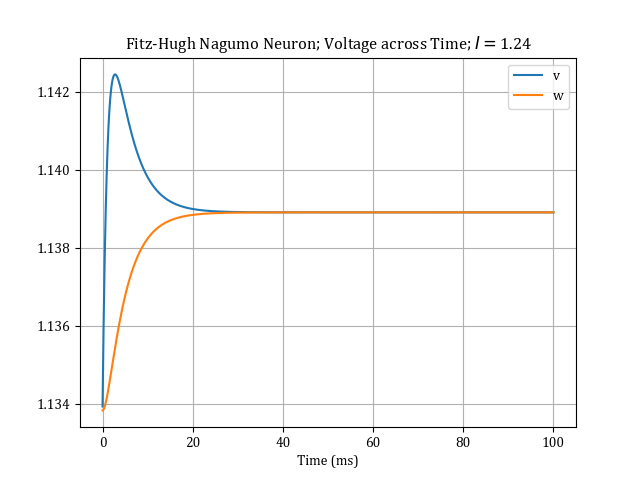 Fitz-Hugh Nagumo Neuron; Voltage across Time; I = 1.24
v
w
1.142
1.140
1.138
1.136
1.134
0 20 40 60 80 100
Time (ms)